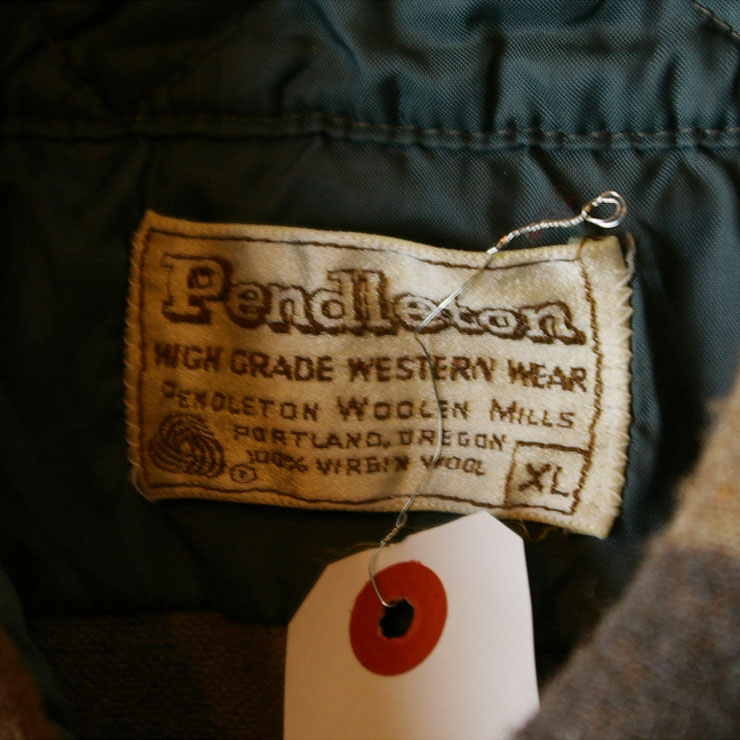 Pendleton
HIGH GRADE WESTERN WEAR
PENDLETON WOOLEN MILLS
PORTLAND, OREGON
100% VIRGIN WOOL
XL